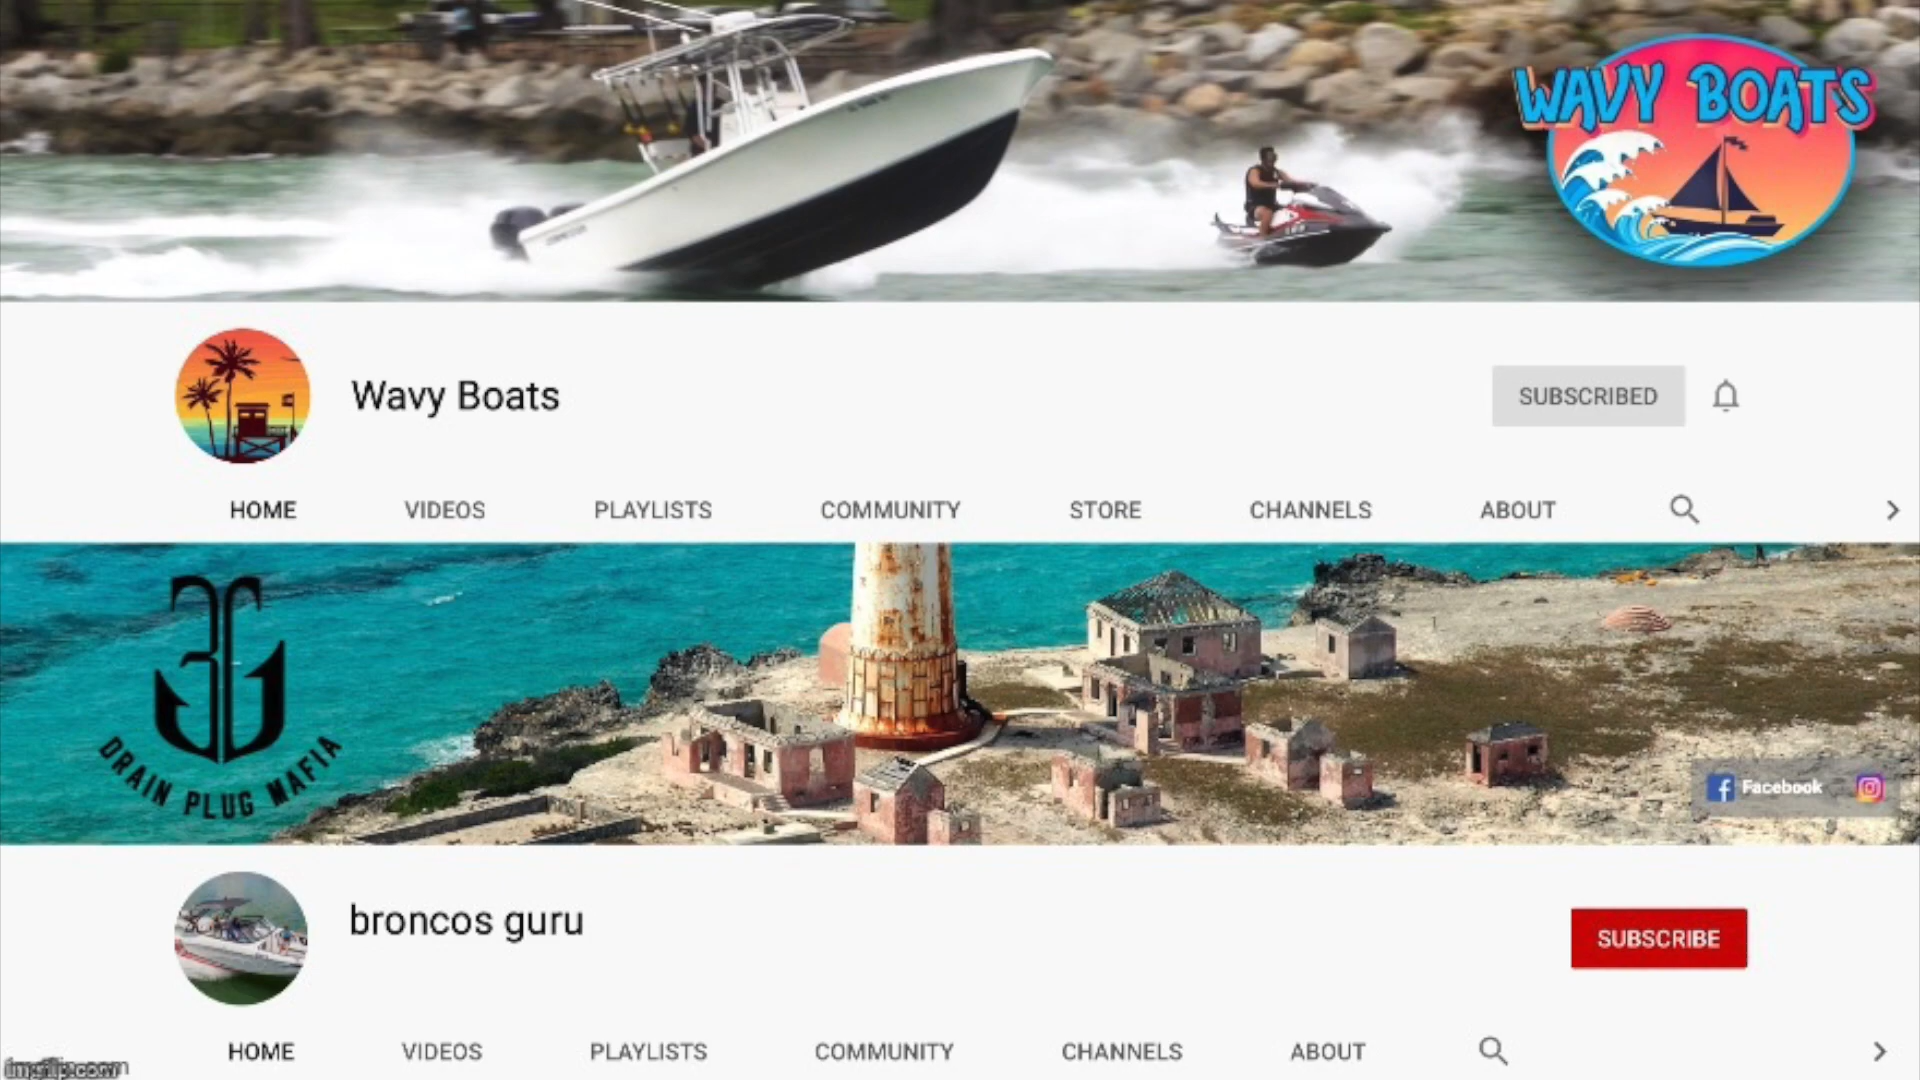 WAVY BOATS
Wavy Boats
SUBSCRIBED
HOME VIDEOS PLAYLISTS COMMUNITY STORE CHANNELS ABOUT
3G
DRAIN PLUG MAFIA
Facebook
broncos guru
SUBSCRIBE
HOME VIDEOS PLAYLISTS COMMUNITY CHANNELS ABOUT
imgflip.com